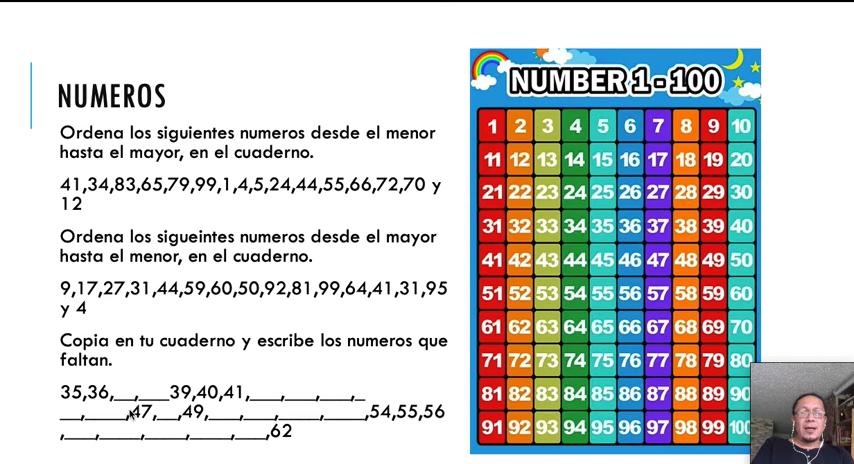 NUMEROS
Ordena los siguientes numeros desde el menor
hasta el mayor, en el cuaderno.
41,34,83,65,79,99,1,4,5,24,44,55,66,72,70 y
12
Ordena los sigueintes numeros desde el mayor
hasta el menor, en el cuaderno.
9,17,27,31,44,59,60,50,92,81,99,64,41,31,95
y 4
Copia en tu cuaderno y escribe los numeros que
faltan.
35,36,__,___39,40,41,___,___,___,_
__,____,47,__,49,___,___,____,____,54,55,56
,___,____,____,____,___,62
NUMBER 1-100
1 2 3 4 5 6 7 8 9 10
11 12 13 14 15 16 17 18 19 20
21 22 23 24 25 26 27 28 29 30
31 32 33 34 35 36 37 38 39 40
41 42 43 44 45 46 47 48 49 50
51 52 53 54 55 56 57 58 59 60
61 62 63 64 65 66 67 68 69 70
71 72 73 74 75 76 77 78 79 80
81 82 83 84 85 86 87 88 89 90
91 92 93 94 95 96 97 98 99 100